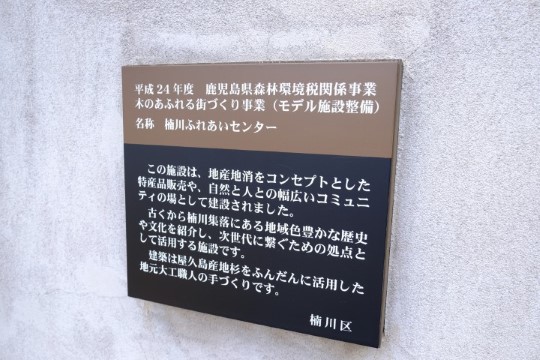 平成24年度　鹿児島県森林環境税関係事業
木のあふれる街づくり事業（モデル施設整備）
名称　楠川ふれあいセンター
この施設は、地産地消をコンセプトとした
特産品販売や、自然と人との幅広いコミュニ
ティの場として建設されました。
古くから楠川集落にある地域色豊かな歴史
や文化を紹介し、次世代に繋ぐための処点と
して活用する施設です。
建築は屋久島産地杉をふんだんに活用した
地元大工職人の手づくりです。
楠川区